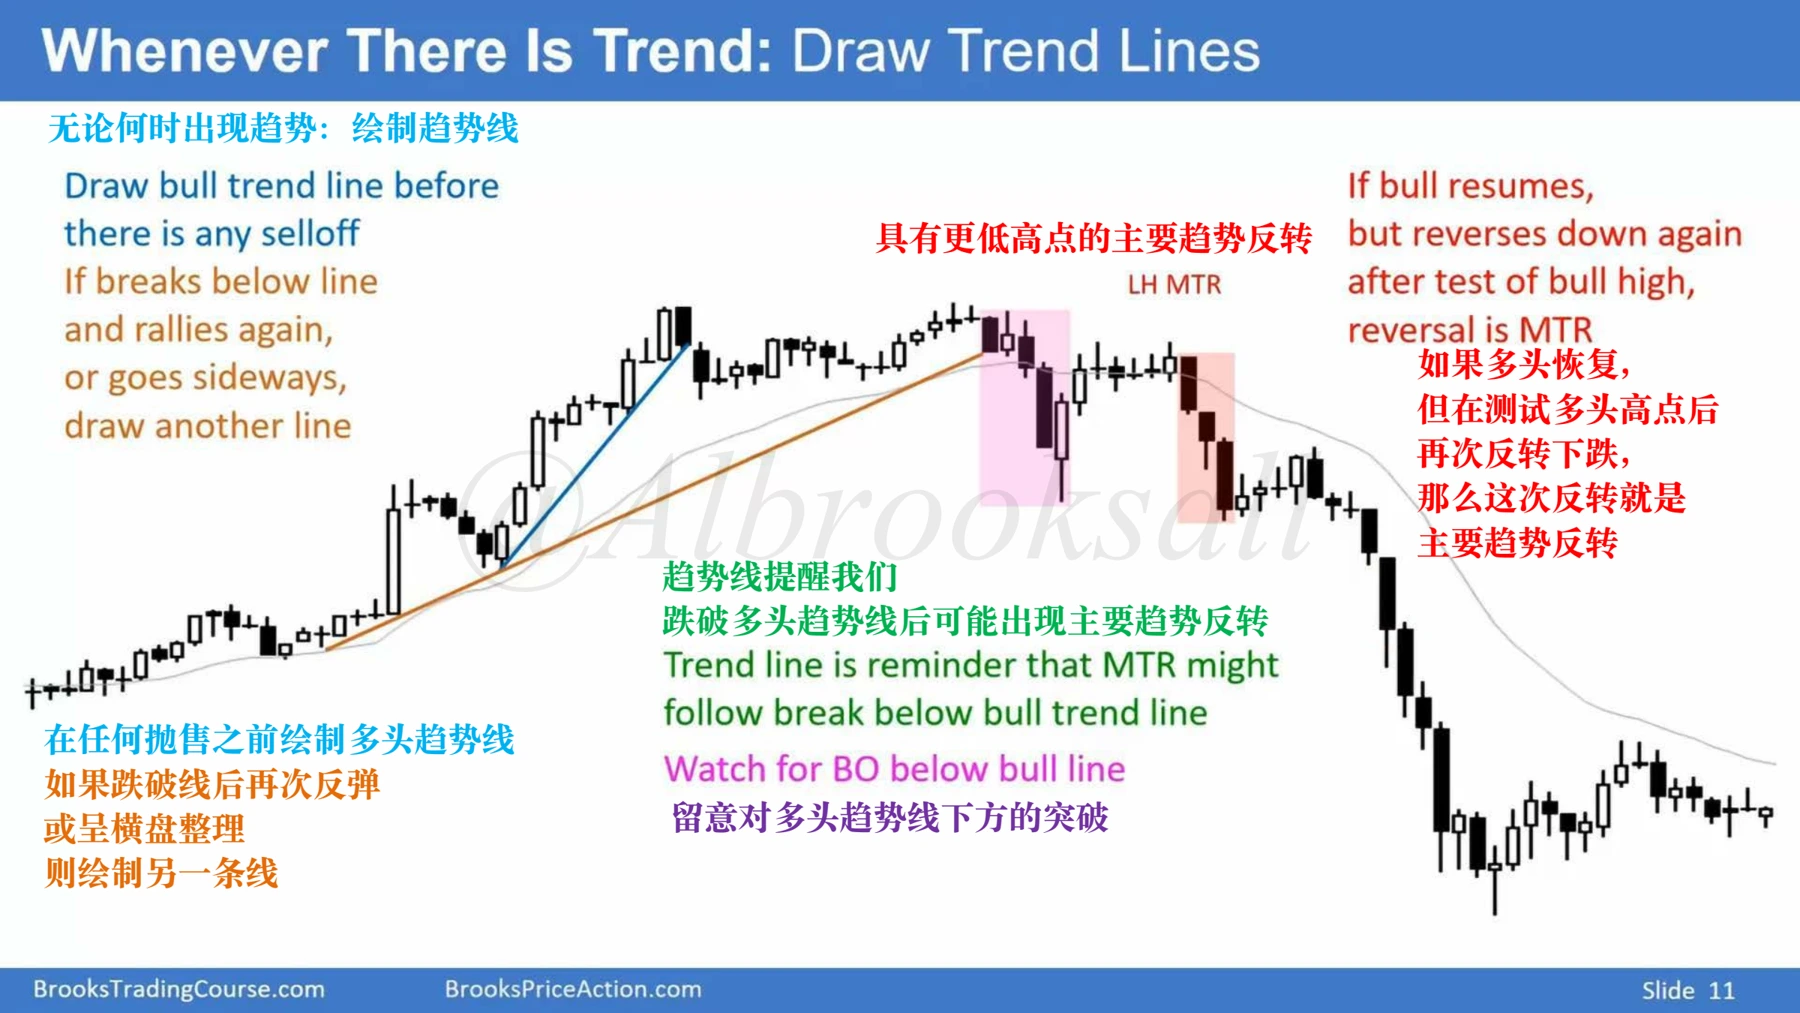 Whenever There Is Trend: Draw Trend Lines
无论何时出现趋势：绘制趋势线
Draw bull trend line before
there is any selloff
If breaks below line
and rallies again,
or goes sideways,
draw another line
具有更低高点的主要趋势反转
LH MTR
If bull resumes,
but reverses down again
after test of bull high,
reversal is MTR
如果多头恢复，
但在测试多头高点后
再次反转下跌，
那么这次反转就是
主要趋势反转
@Albrooksall
趋势线提醒我们
跌破多头趋势线后可能出现主要趋势反转
Trend line is reminder that MTR might
follow break below bull trend line
Watch for BO below bull line
留意对多头趋势线下方的突破
在任何抛售之前绘制多头趋势线
如果跌破线后再次反弹
或呈横盘整理
则绘制另一条线
BrooksTradingCourse.com
BrooksPriceAction.com
Slide 11